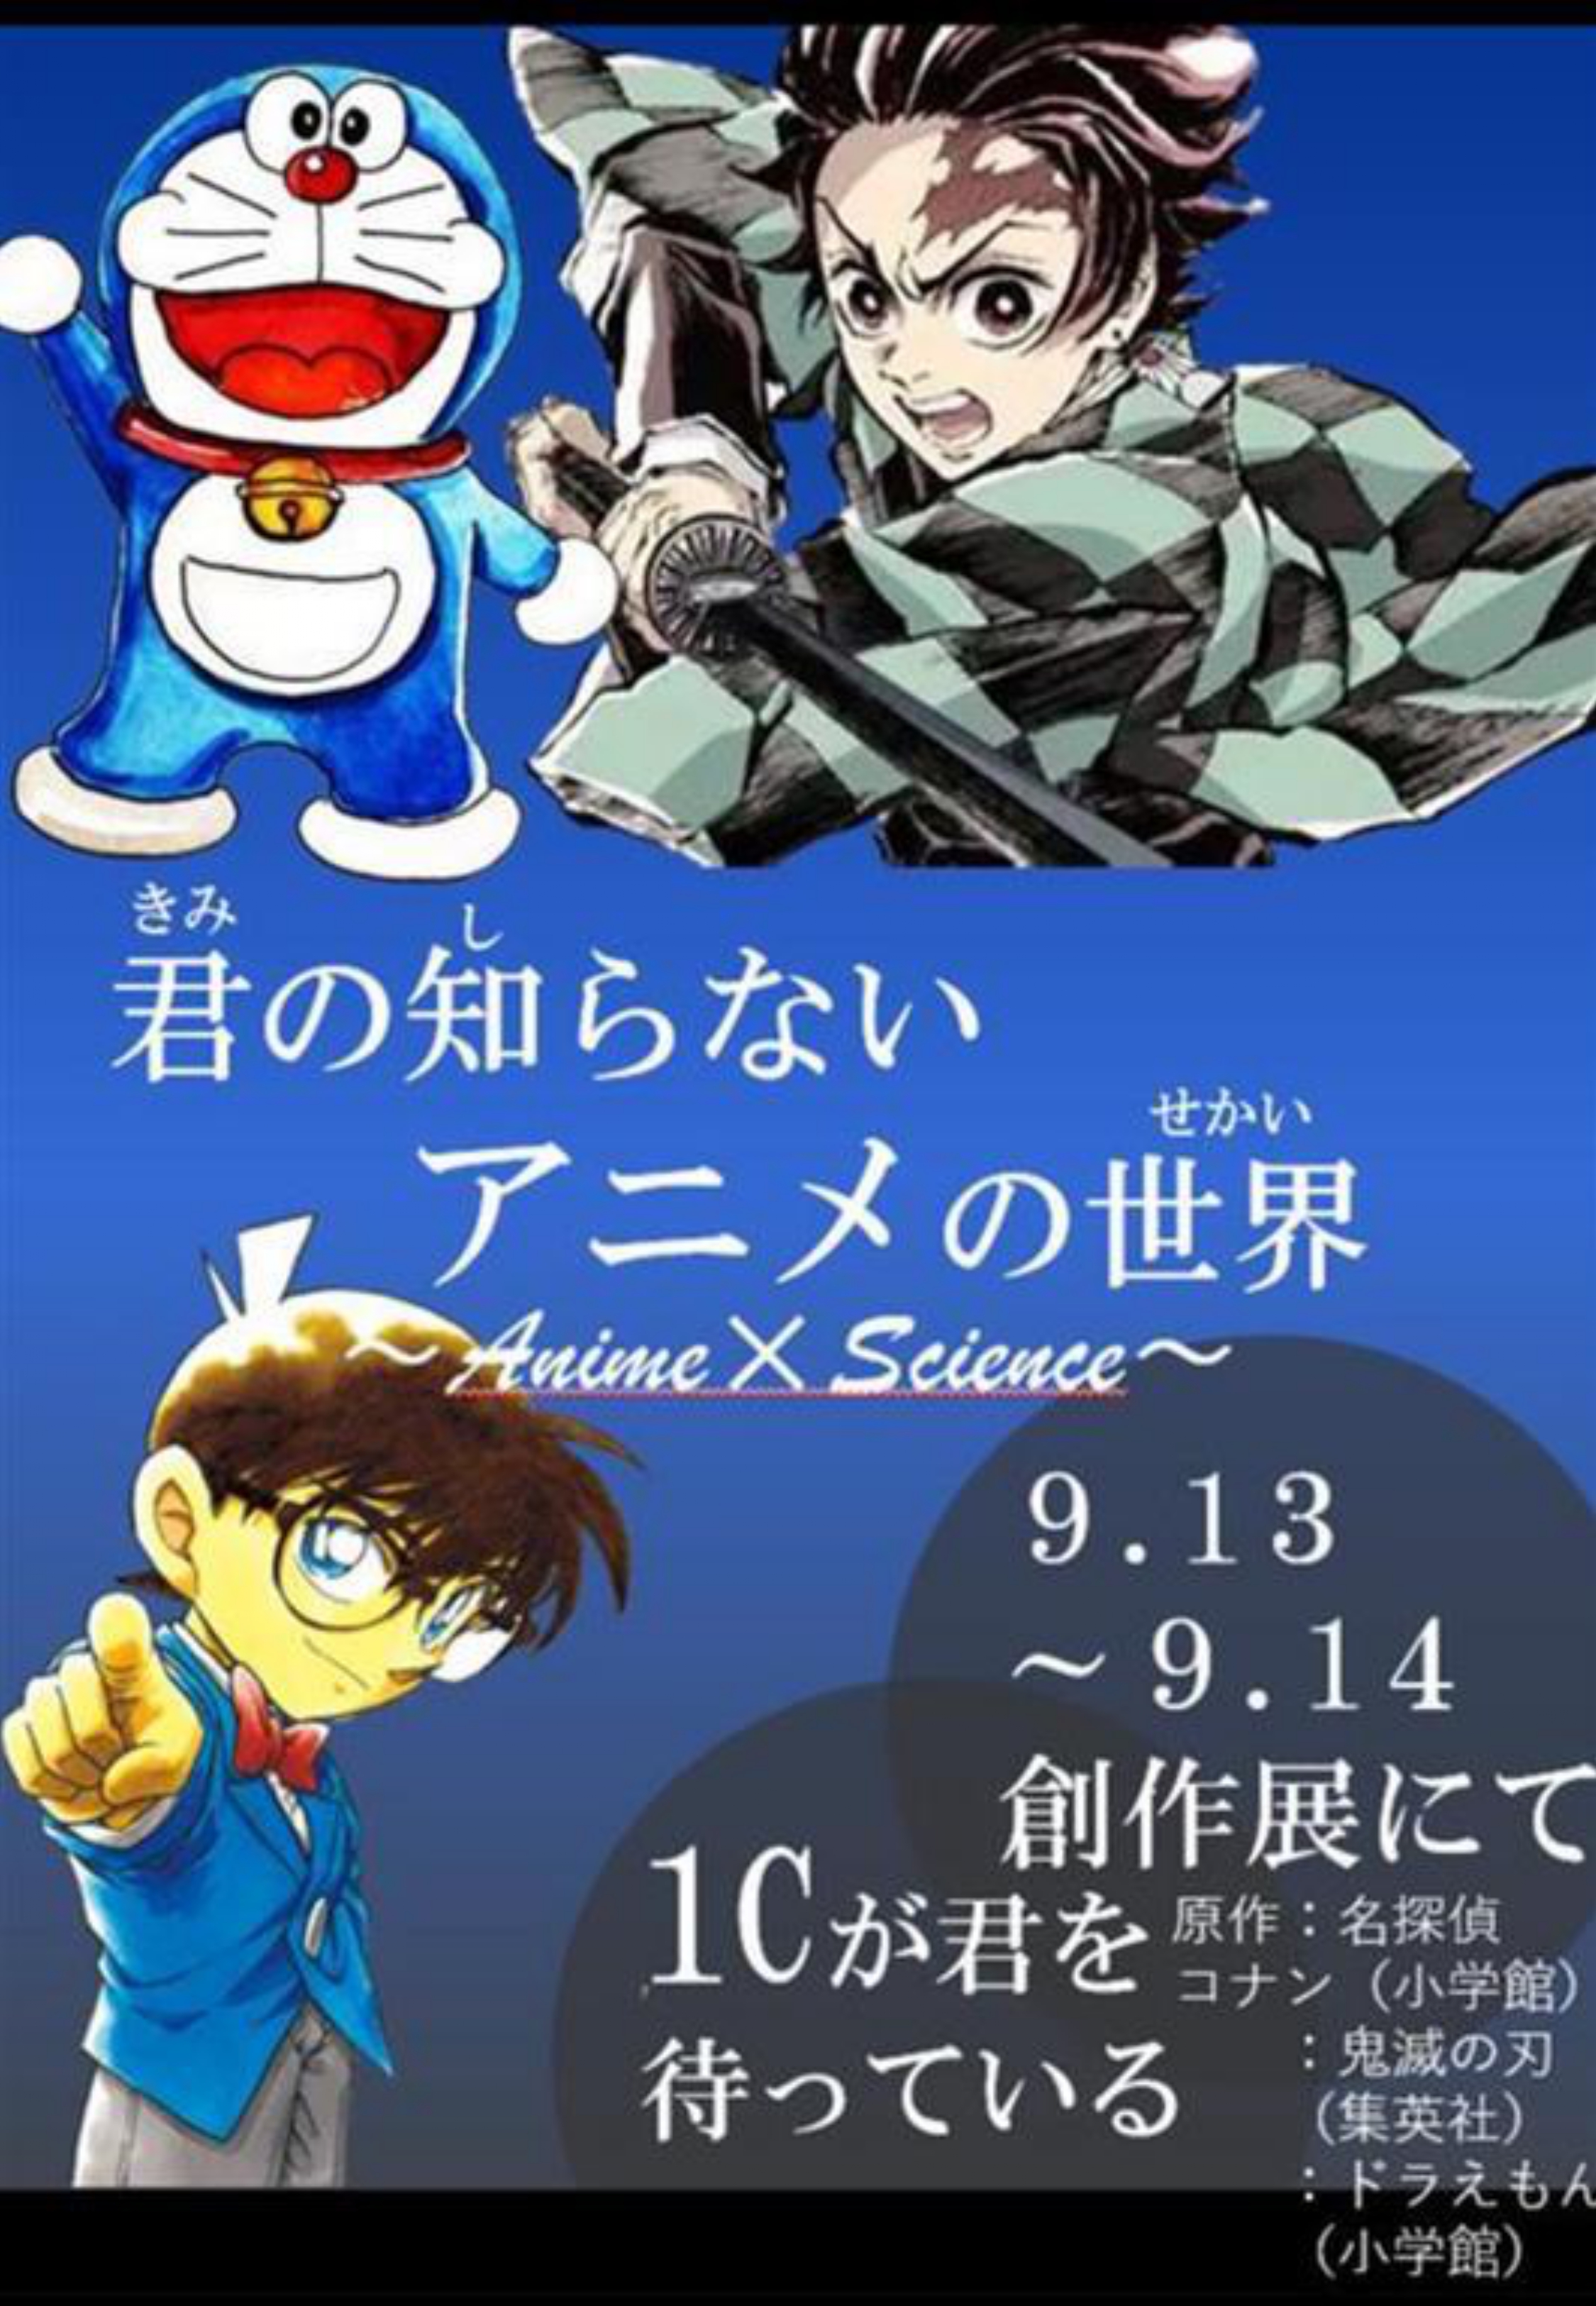 きみ
し
君の知らない
せかい
アニメの世界
～Anime×Science～
9.13
～9.14
創作展にて
1Cが君を
待っている
原作：名探偵
コナン（小学館）
：鬼滅の刃
（集英社）
：ドラえもん
（小学館）